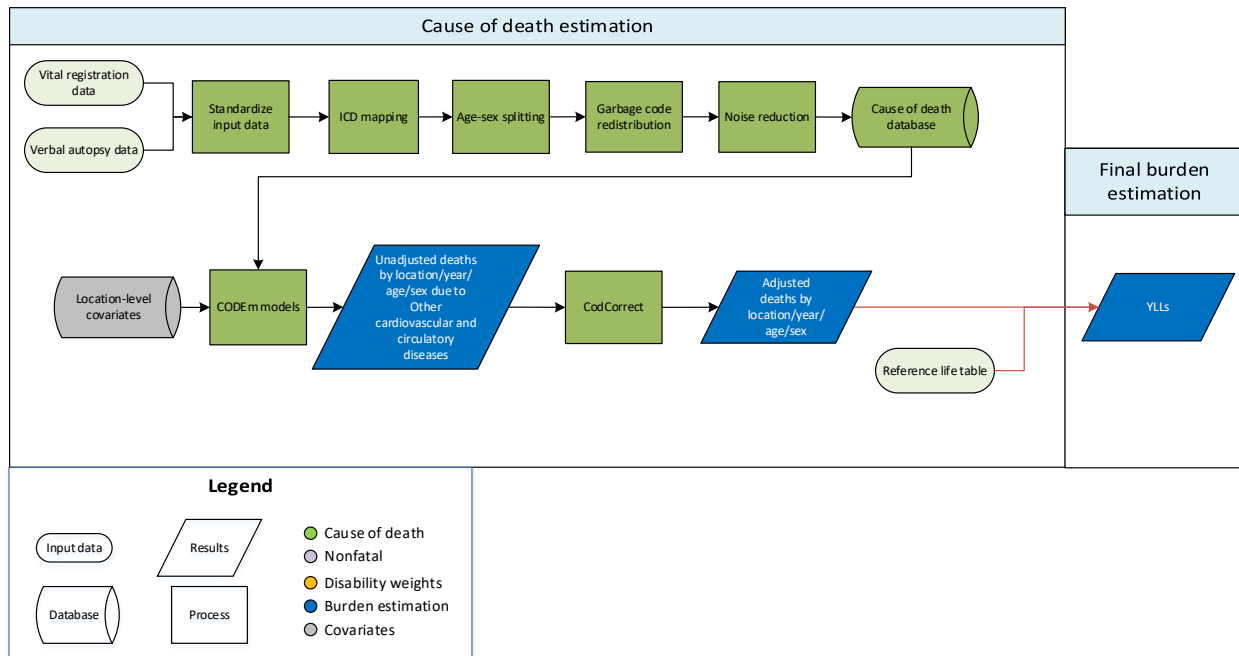 Cause of death estimation
Vital registration
data
Verbal autopsy data
Standardize
input data
ICD mapping
Age-sex splitting
Garbage code
redistribution
Noise reduction
Cause of death
database
Final burden
estimation
Location-level
covariates
CODEm models
Unadjusted deaths
by location/year/
age/sex due to
Other
cardiovascular and
circulatory
diseases
CodCorrect
Adjusted
deaths by
location/year/
age/sex
YLLs
Reference life table
Legend
Input data
Results
Database
Process
Cause of death
Nonfatal
Disability weights
Burden estimation
Covariates